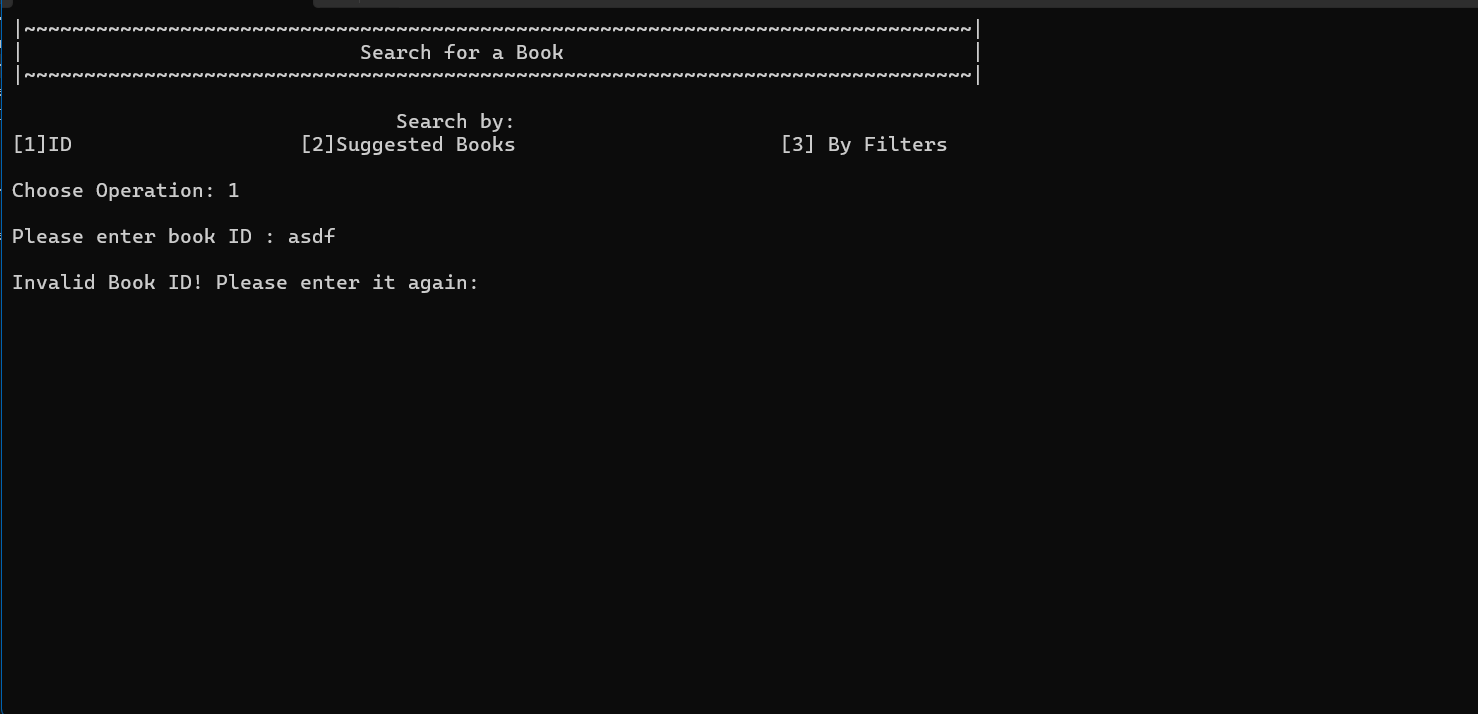 |~~~~~~~~~~~~~~~~~~~~~~~~~~~~~~~~~~~~~~~~~~~~~~~~~~~~~~~~~~~~~~~~~~~~~~~~~~~~~~~|
|                            Search for a Book                                  |
|~~~~~~~~~~~~~~~~~~~~~~~~~~~~~~~~~~~~~~~~~~~~~~~~~~~~~~~~~~~~~~~~~~~~~~~~~~~~~~~|
Search by:
[1]ID                   [2]Suggested Books                      [3] By Filters
Choose Operation: 1
Please enter book ID : asdf
Invalid Book ID! Please enter it again: